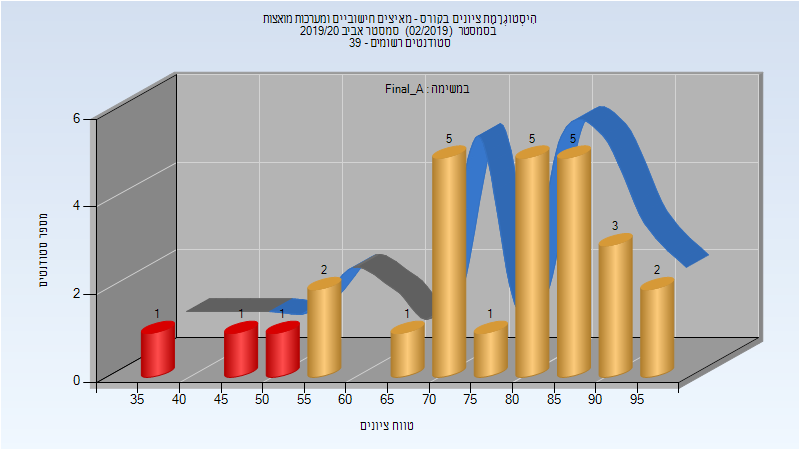 הִיסְטוֹגְרַמַת ציונים בקורס - מאיצים חישוביים ומערכות מואצות
בסמסטר (02/2019) סמסטר אביב 2019/20
סטודנטים רשומים - 39
במשימה : Final_A
מספר סטודנטים
6
4
2
0
1
1
1
2
1
5
1
5
5
3
2
35 40 45 50 55 60 65 70 75 80 85 90 95
טווח ציונים